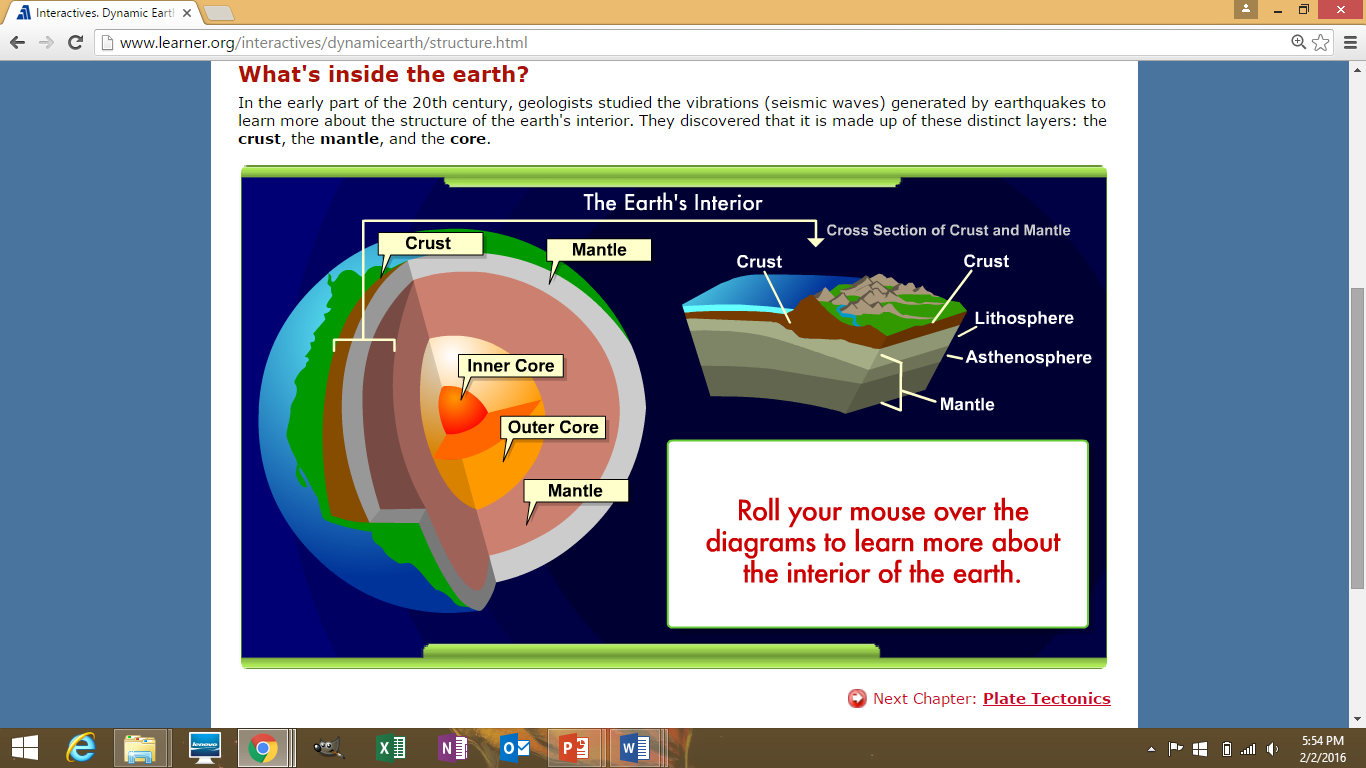 Interactives. Dynamic Eart
www.learner.org/interactives/dynamicearth/structure.html
What's inside the earth?
In the early part of the 20th century, geologists studied the vibrations (seismic waves) generated by earthquakes to
learn more about the structure of the earth's interior. They discovered that it is made up of these distinct layers: the
crust, the mantle, and the core.
The Earth's Interior
Cross Section of Crust and Mantle
Crust
Mantle
Inner Core
Outer Core
Mantle
Crust
Crust
Lithosphere
Asthenosphere
Mantle
Roll your mouse over the
diagrams to learn more about
the interior of the earth.
Next Chapter: Plate Tectonics
lenovo
5:54 PM
2/2/2016